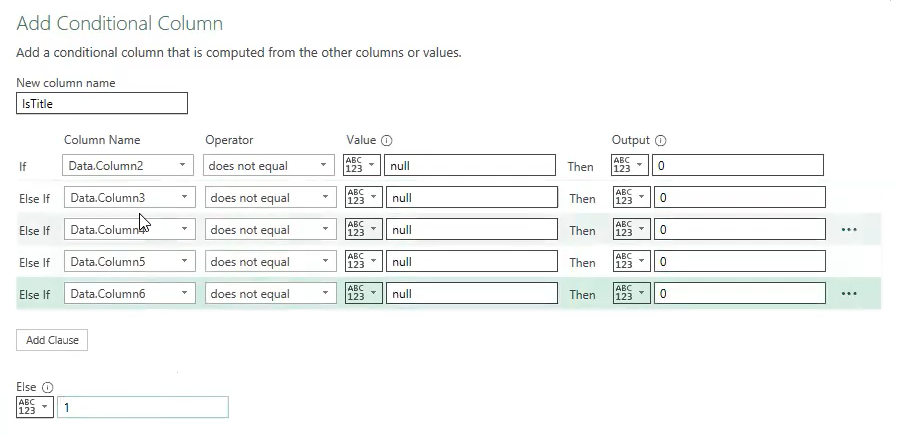 Add Conditional Column
Add a conditional column that is computed from the other columns or values.
New column name
IsTitle
Column Name Operator Value Output
If Data.Column2 does not equal ABC 123 null Then ABC 123 0
Else If Data.Column3 does not equal ABC 123 null Then ABC 123 0
Else If Data.Column4 does not equal ABC 123 null Then ABC 123 0 ...
Else If Data.Column5 does not equal ABC 123 null Then ABC 123 0
Else If Data.Column6 does not equal ABC 123 null Then ABC 123 0 ...
Add Clause
Else
ABC 123 1